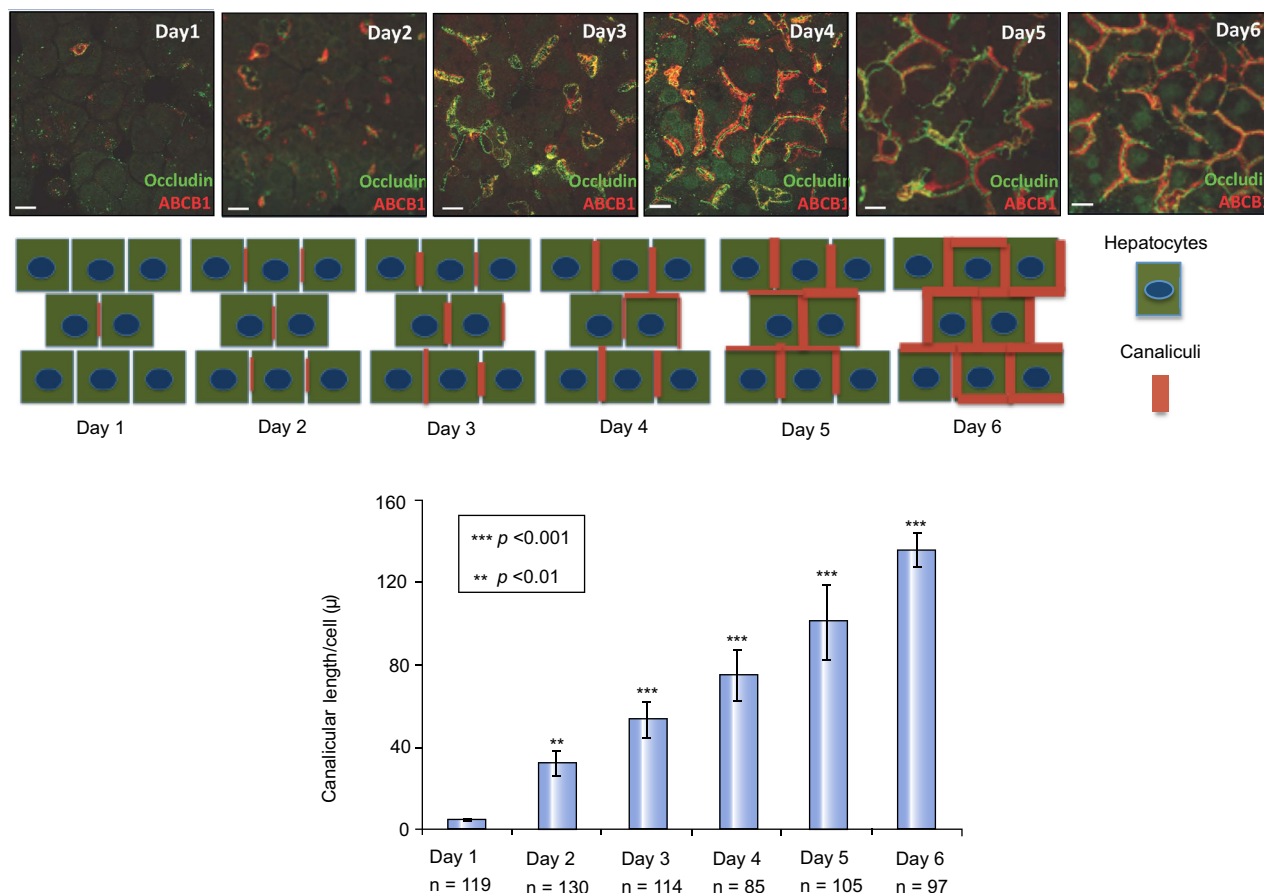 Day1
Occludin
ABCB1
Day2
Occludin
ABCB1
Day3
Occludin
ABCB1
Day4
Occludin
ABCB1
Day5
Occludin
ABCB1
Day6
Occludin
ABCB1
Hepatocytes
Canaliculi
Day 1
Day 2
Day 3
Day 4
Day 5
Day 6
Canalicular length/cell (µ)
160
120
80
40
0
*** p <0.001
** p <0.01
**
***
***
***
***
Day 1
n = 119
Day 2
n = 130
Day 3
n = 114
Day 4
n = 85
Day 5
n = 105
Day 6
n = 97